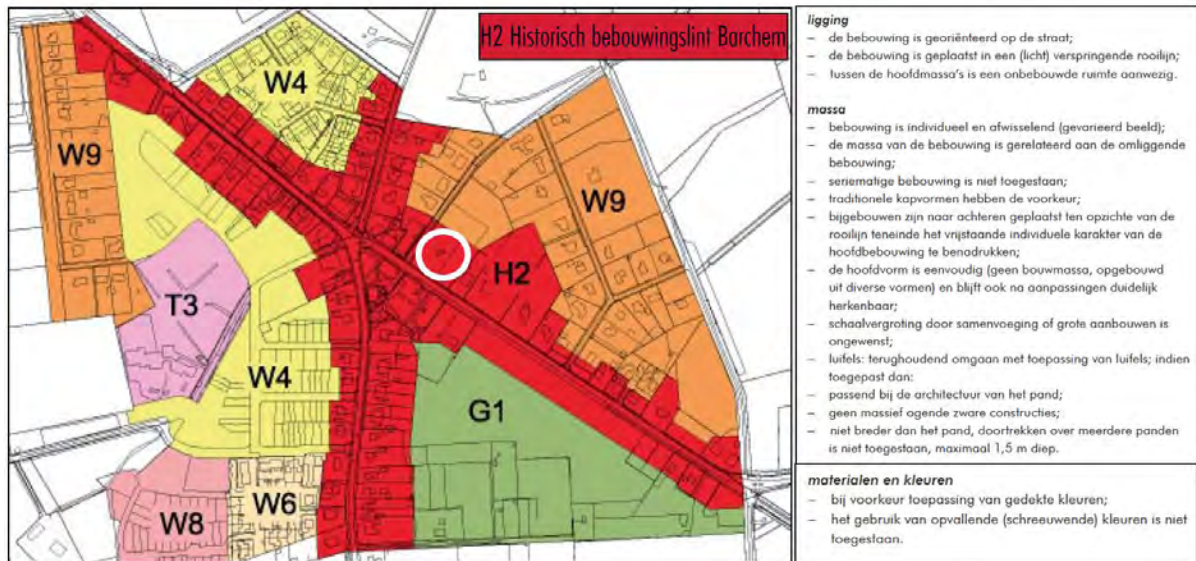 H2 Historisch bebouwingslint Barchem
W4
W9
W9
H2
T3
W4
G1
W6
W8
ligging
– de bebouwing is georiënteerd op de straat;
– de bebouwing is geplaatst in een (licht) verspringende rooilijn;
– tussen de hoofdmassa's is een onbebouwde ruimte aanwezig.
massa
– bebouwing is individueel en afwisselend (gevarieerd beeld);
– de massa van de bebouwing is gerelateerd aan de omliggende
bebouwing;
– seriematige bebouwing is niet toegestaan;
– traditionele kapvormen hebben de voorkeur;
– bijgebouwen zijn naar achteren geplaatst ten opzichte van de
rooilijn teneinde het vrijstaande individuele karakter van de
hoofdbebouwing te benadrukken;
– de hoofdvorm is eenvoudig (geen bouwmassa, opgebouwd
uit diverse vormen) en blijft ook na aanpassingen duidelijk
herkenbaar;
– schaalvergroting door samenvoeging of grote aanbouwen is
ongewenst;
– luifels: terughoudend omgaan met toepassing van luifels; indien
toegepast dan:
– passend bij de architectuur van het pand;
– geen massief ogende zware constructies;
– niet breder dan het pand, doortrekken over meerdere panden
is niet toegestaan, maximaal 1,5 m diep.
materialen en kleuren
– bij voorkeur toepassing van gedekte kleuren;
– het gebruik van opvallende (schreeuwende) kleuren is niet
toegestaan.